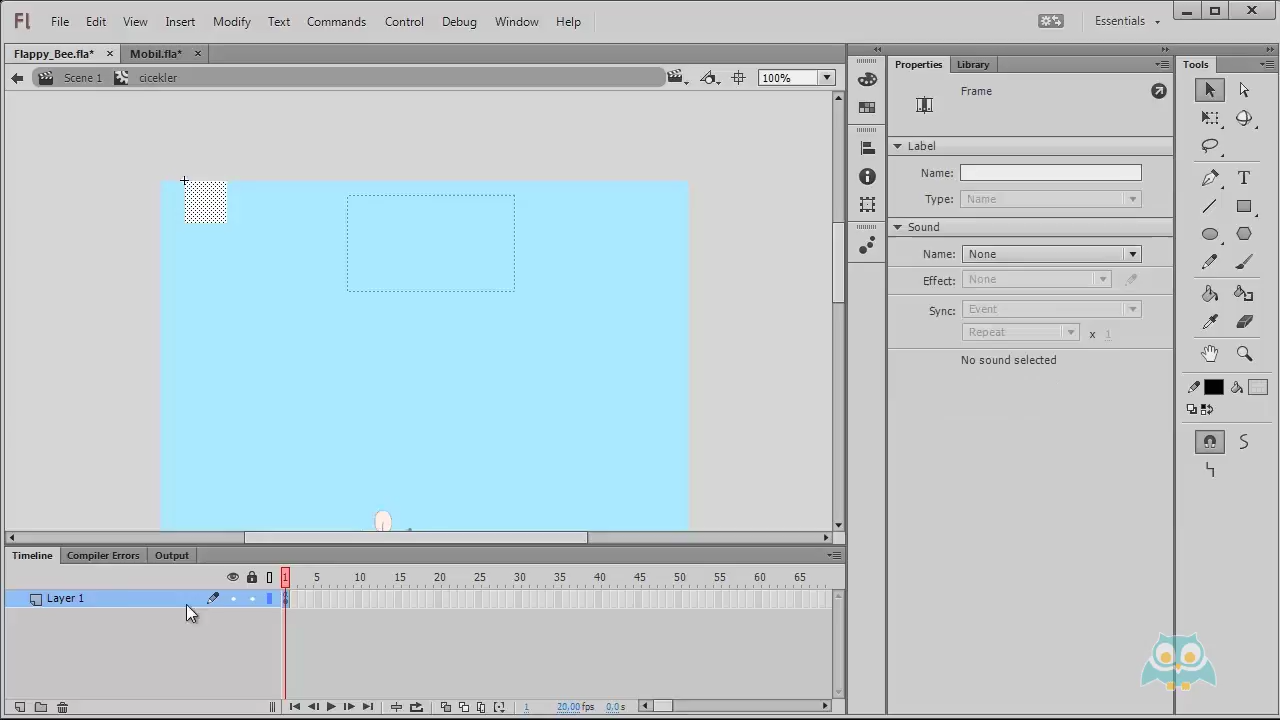 Fl File Edit View Insert Modify Text Commands Control Debug Window Help Essentials
Flappy_Bee.fla* × Mobil.fla* ×
Scene 1 cicekler 100%
Properties Library
Frame
Label
Name:
Type: Name
Sound
Name: None
Effect: None
Sync: Event
Repeat x 1
No sound selected
Tools
T
Timeline Compiler Errors Output
1 5 10 15 20 25 30 35 40 45 50 55 60 65
Layer 1
1 20.00 fps 0.0 s